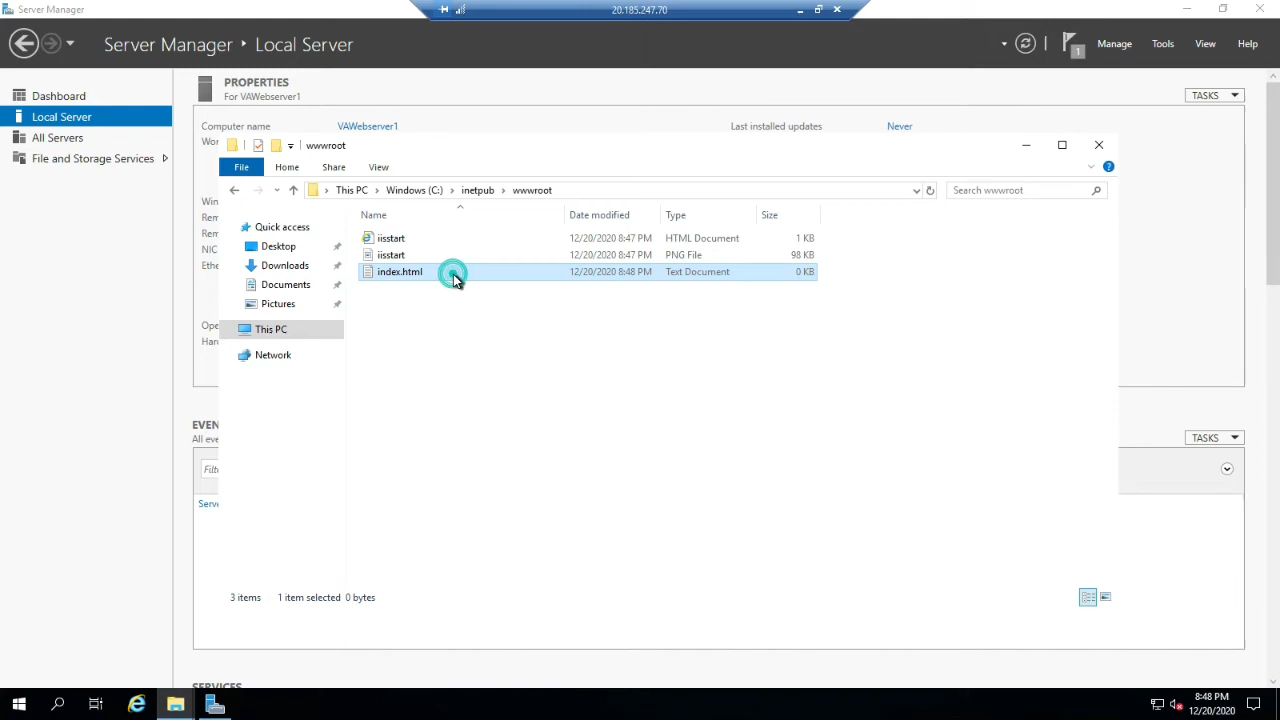 Server Manager
20.185.247.70
Server Manager ‣ Local Server
1
Manage
Tools
View
Help
Dashboard
Local Server
All Servers
File and Storage Services
PROPERTIES
For VAWebserver1
TASKS
Computer name
VAWebserver1
Last installed updates
Never
wwwroot
File
Home
Share
View
This PC
Windows (C:)
inetpub
wwwroot
Search wwwroot
Quick access
Desktop
Downloads
Documents
Pictures
This PC
Network
Name
Date modified
Type
Size
iisstart
12/20/2020 8:47 PM
HTML Document
1 KB
iisstart
12/20/2020 8:47 PM
PNG File
98 KB
index.html
12/20/2020 8:48 PM
Text Document
0 KB
3 items
1 item selected 0 bytes
All eve
TASKS
8:48 PM
12/20/2020